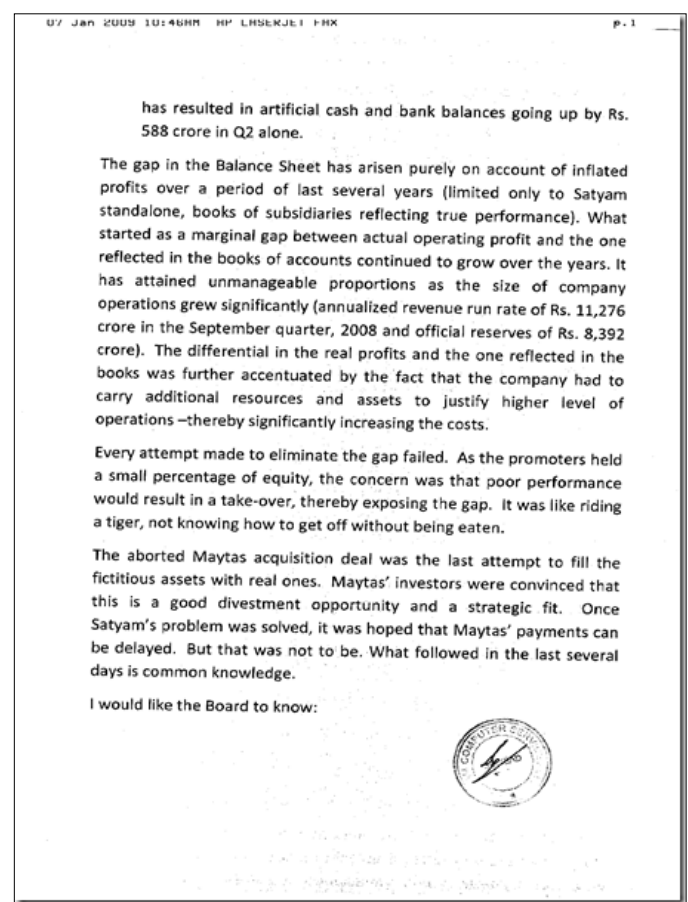 07 Jan 2009 10:46AM HP LASERJET FAX p.1
has resulted in artificial cash and bank balances going up by Rs.
588 crore in Q2 alone.
The gap in the Balance Sheet has arisen purely on account of inflated
profits over a period of last several years (limited only to Satyam
standalone, books of subsidiaries reflecting true performance). What
started as a marginal gap between actual operating profit and the one
reflected in the books of accounts continued to grow over the years. It
has attained unmanageable proportions as the size of company
operations grew significantly (annualized revenue run rate of Rs. 11,276
crore in the September quarter, 2008 and official reserves of Rs. 8,392
crore). The differential in the real profits and the one reflected in the
books was further accentuated by the fact that the company had to
carry additional resources and assets to justify higher level of
operations –thereby significantly increasing the costs.
Every attempt made to eliminate the gap failed. As the promoters held
a small percentage of equity, the concern was that poor performance
would result in a take-over, thereby exposing the gap. It was like riding
a tiger, not knowing how to get off without being eaten.
The aborted Maytas acquisition deal was the last attempt to fill the
fictitious assets with real ones. Maytas' investors were convinced that
this is a good divestment opportunity and a strategic fit. Once
Satyam's problem was solved, it was hoped that Maytas' payments can
be delayed. But that was not to be. What followed in the last several
days is common knowledge.
I would like the Board to know:
COMPUTER